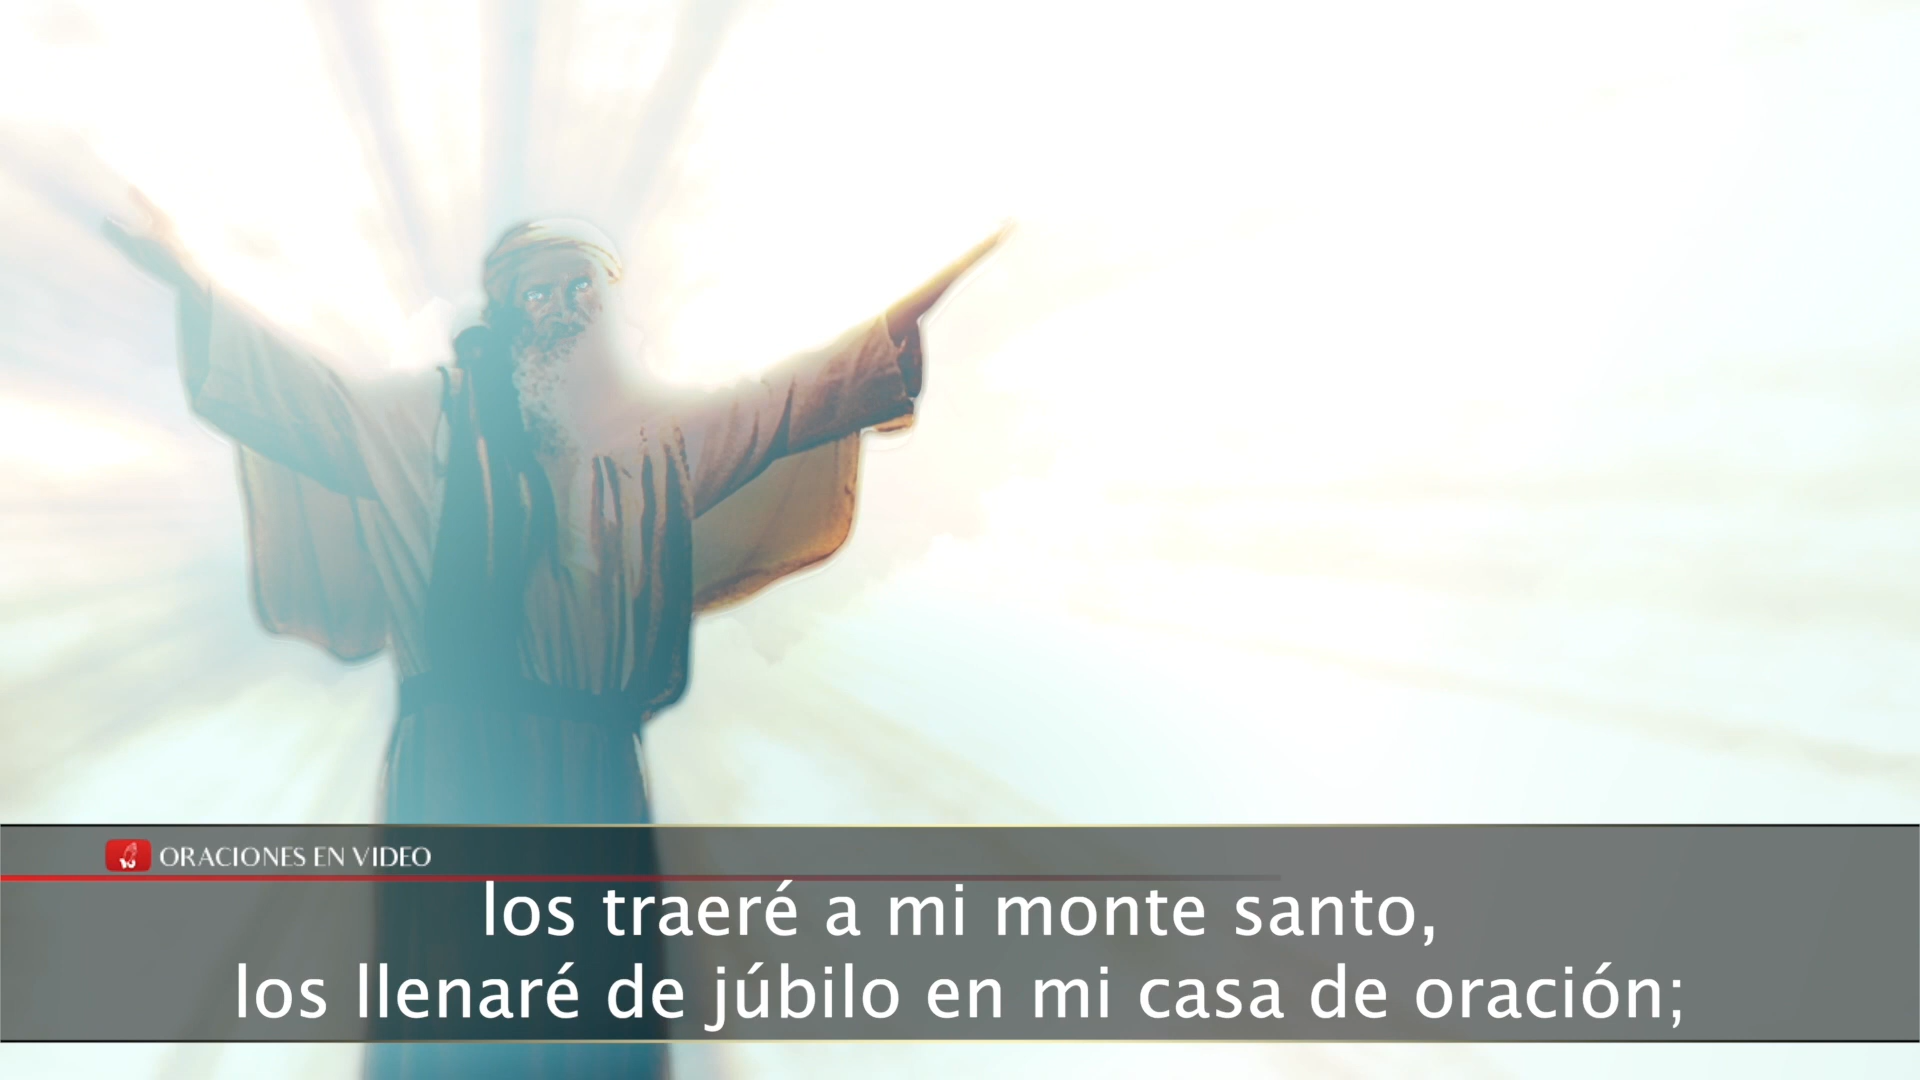 ORACIONES EN VIDEO
los traeré a mi monte santo,
los llenaré de júbilo en mi casa de oración;